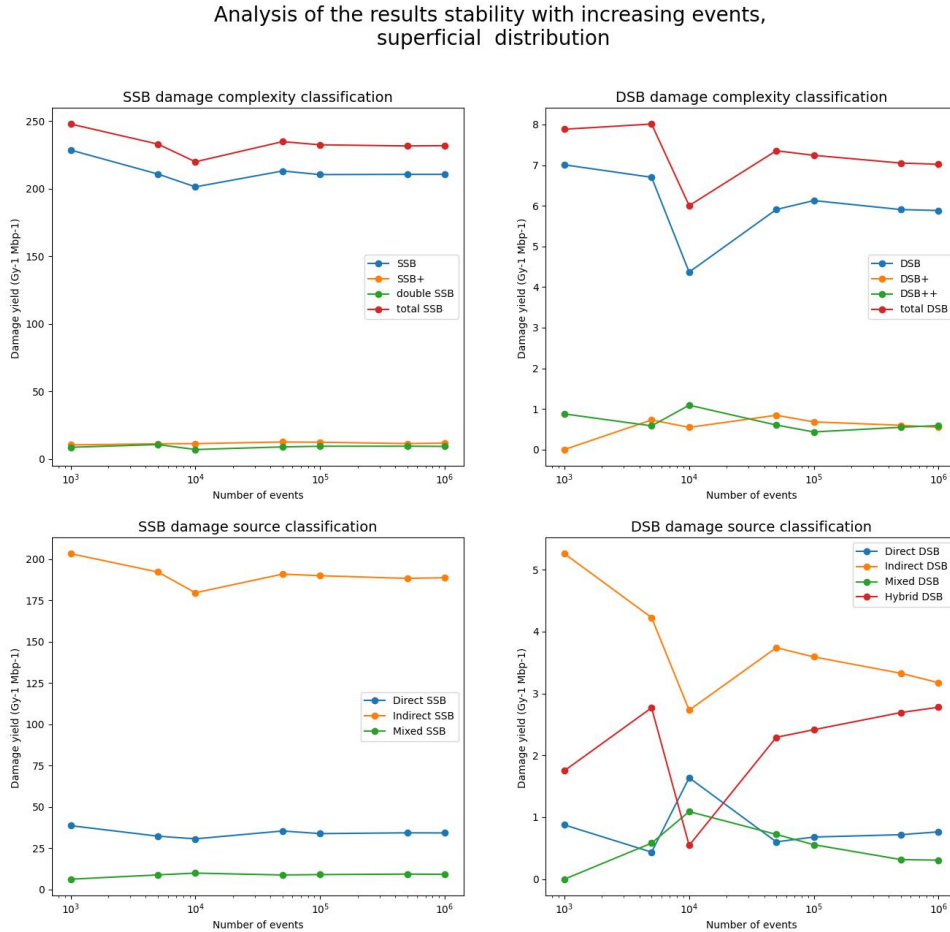 Analysis of the results stability with increasing events,
superficial  distribution
SSB damage complexity classification
250
200
150
100
50
0
Damage yield (Gy-1 Mbp-1)
SSB
SSB+
double SSB
total SSB
10³
10⁴
10⁵
10⁶
Number of events
DSB damage complexity classification
8
7
6
5
4
3
2
1
0
Damage yield (Gy-1 Mbp-1)
DSB
DSB+
DSB++
total DSB
10³
10⁴
10⁵
10⁶
Number of events
SSB damage source classification
200
175
150
125
100
75
50
25
0
Damage yield (Gy-1 Mbp-1)
Direct SSB
Indirect SSB
Mixed SSB
10³
10⁴
10⁵
10⁶
Number of events
DSB damage source classification
5
4
3
2
1
0
Damage yield (Gy-1 Mbp-1)
Direct DSB
Indirect DSB
Mixed DSB
Hybrid DSB
10³
10⁴
10⁵
10⁶
Number of events